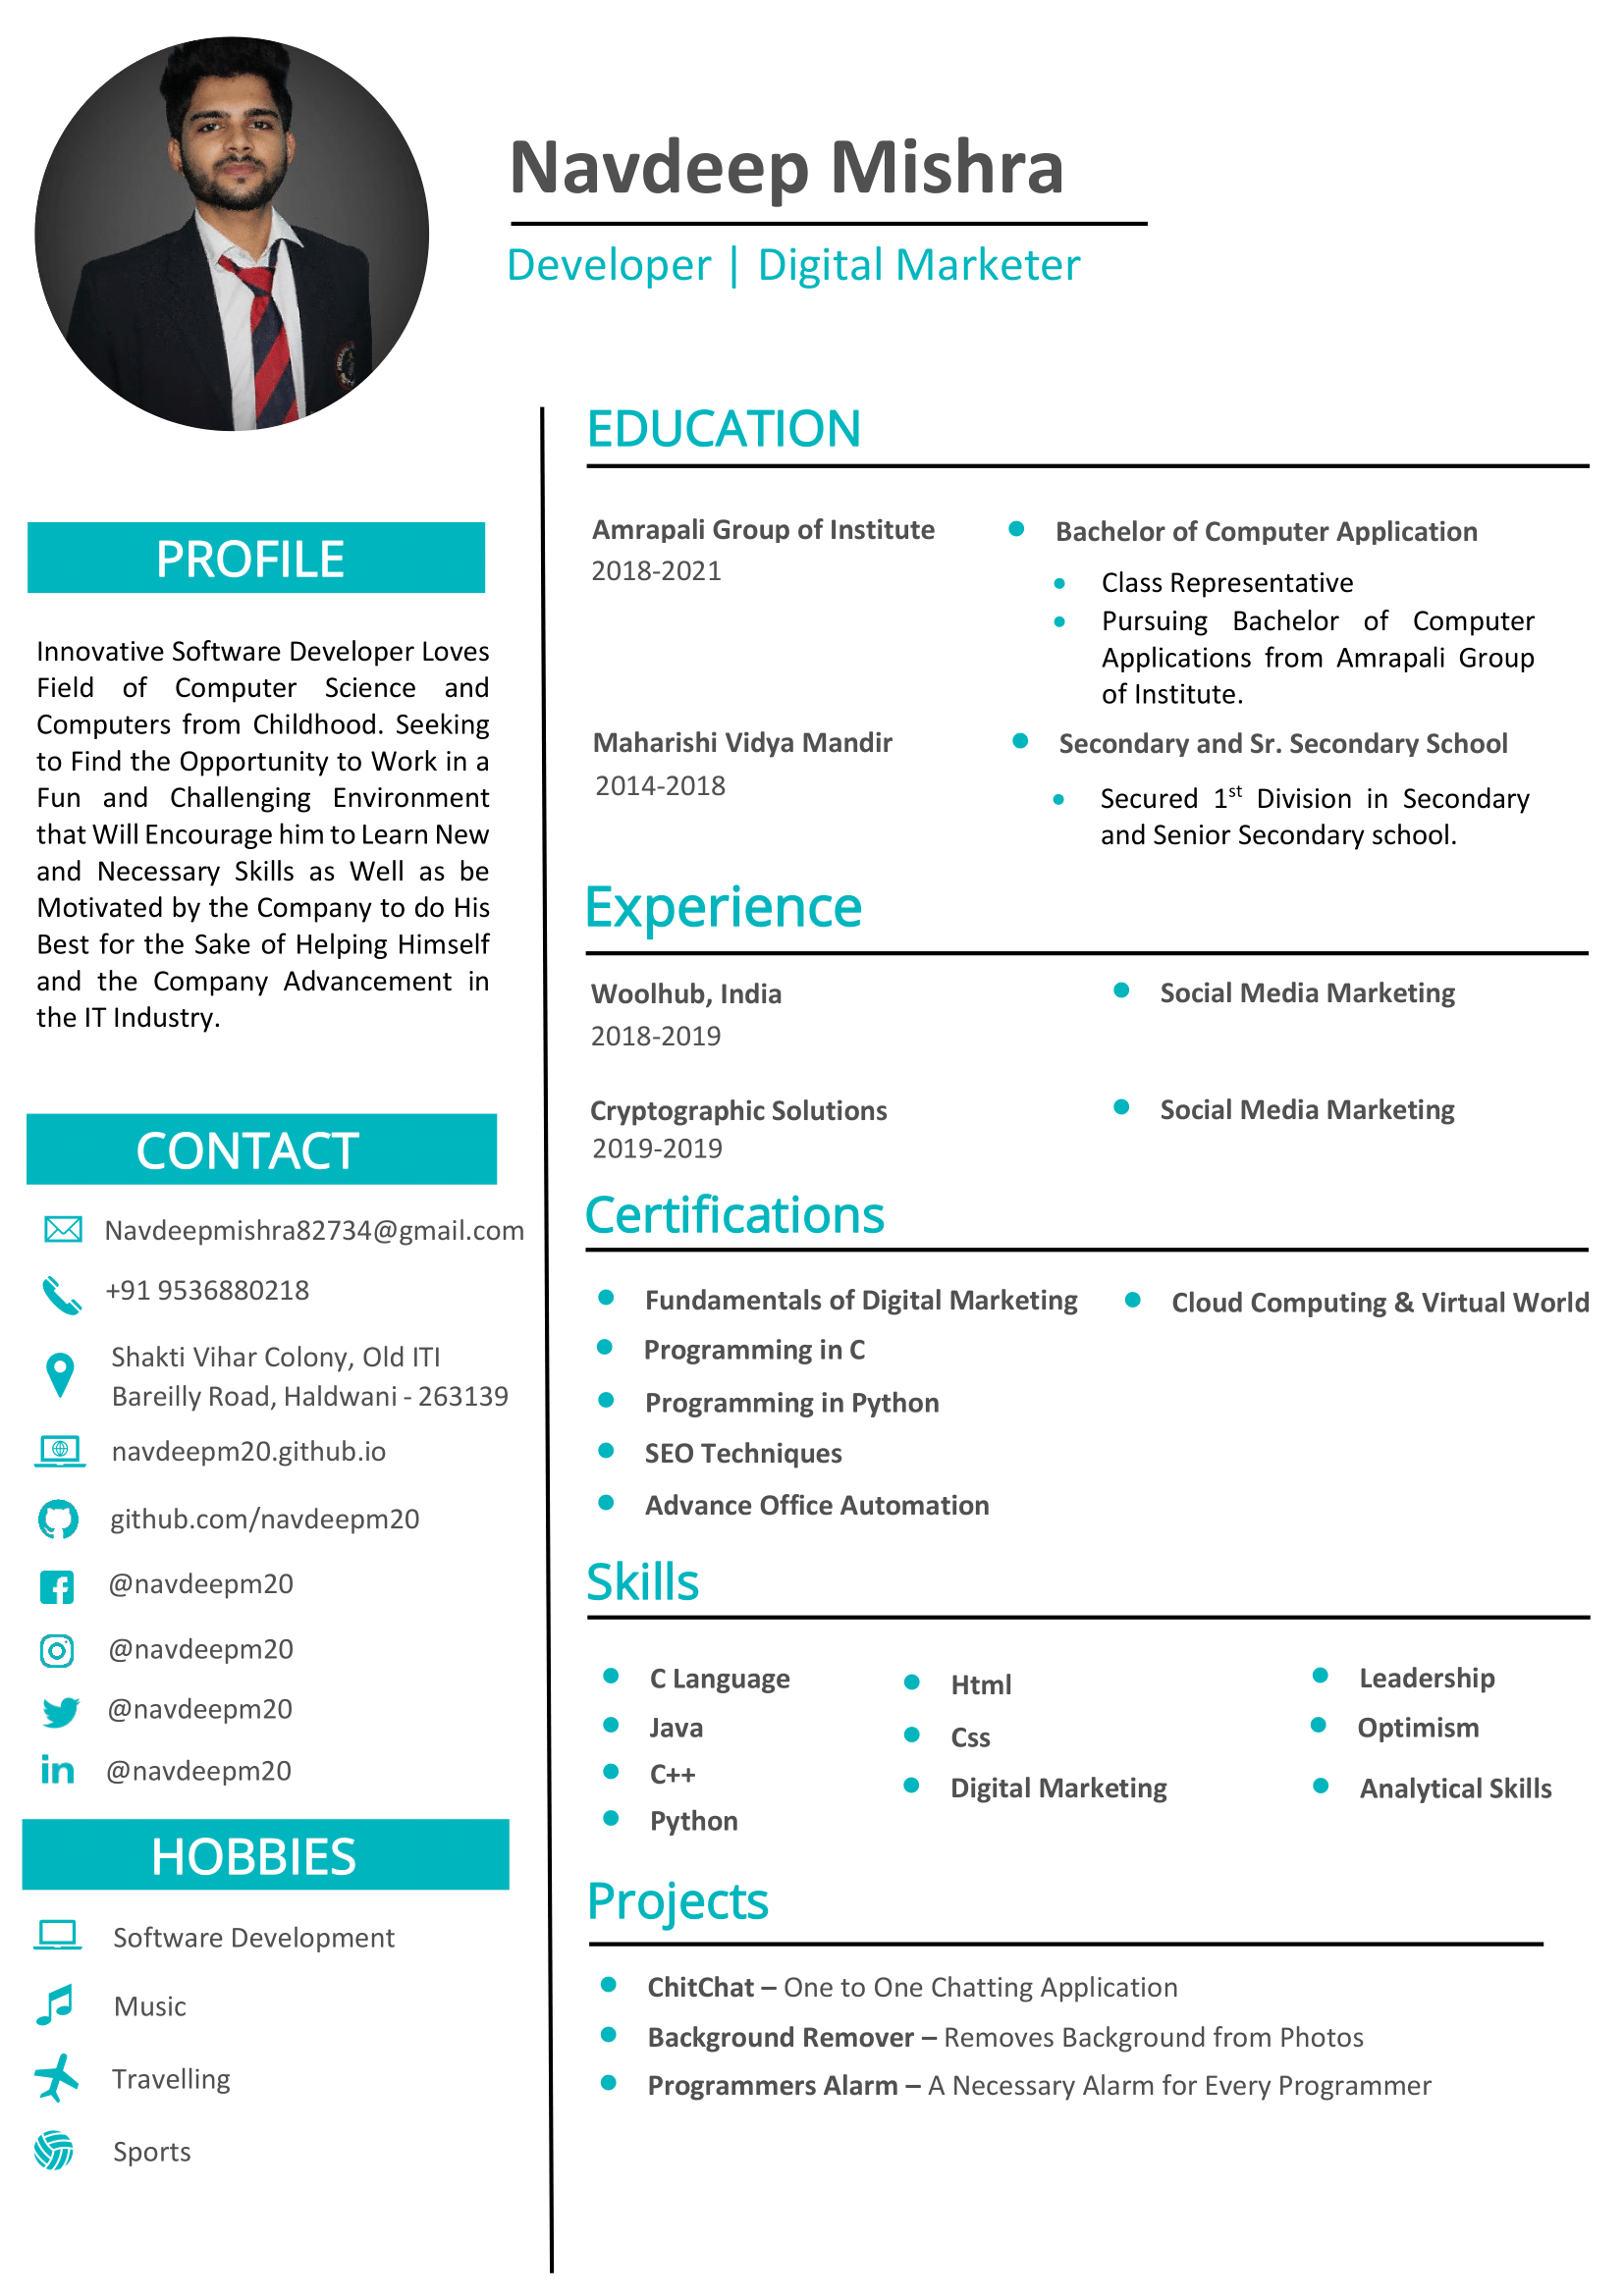 Navdeep Mishra
Developer | Digital Marketer
PROFILE
Innovative Software Developer Loves
Field of Computer Science and
Computers from Childhood. Seeking
to Find the Opportunity to Work in a
Fun and Challenging Environment
that Will Encourage him to Learn New
and Necessary Skills as Well as be
Motivated by the Company to do His
Best for the Sake of Helping Himself
and the Company Advancement in
the IT Industry.
CONTACT
Navdeepmishra82734@gmail.com
+91 9536880218
Shakti Vihar Colony, Old ITI
Bareilly Road, Haldwani - 263139
navdeepm20.github.io
github.com/navdeepm20
@navdeepm20
@navdeepm20
@navdeepm20
@navdeepm20
HOBBIES
Software Development
Music
Travelling
Sports
EDUCATION
Amrapali Group of Institute
2018-2021
Bachelor of Computer Application
Class Representative
Pursuing Bachelor of Computer
Applications from Amrapali Group
of Institute.
Maharishi Vidya Mandir
2014-2018
Secondary and Sr. Secondary School
Secured 1st Division in Secondary
and Senior Secondary school.
Experience
Woolhub, India
2018-2019
Social Media Marketing
Cryptographic Solutions
2019-2019
Social Media Marketing
Certifications
Fundamentals of Digital Marketing
Programming in C
Programming in Python
SEO Techniques
Advance Office Automation
Cloud Computing & Virtual World
Skills
C Language
Java
C++
Python
Html
Css
Digital Marketing
Leadership
Optimism
Analytical Skills
Projects
ChitChat – One to One Chatting Application
Background Remover – Removes Background from Photos
Programmers Alarm – A Necessary Alarm for Every Programmer